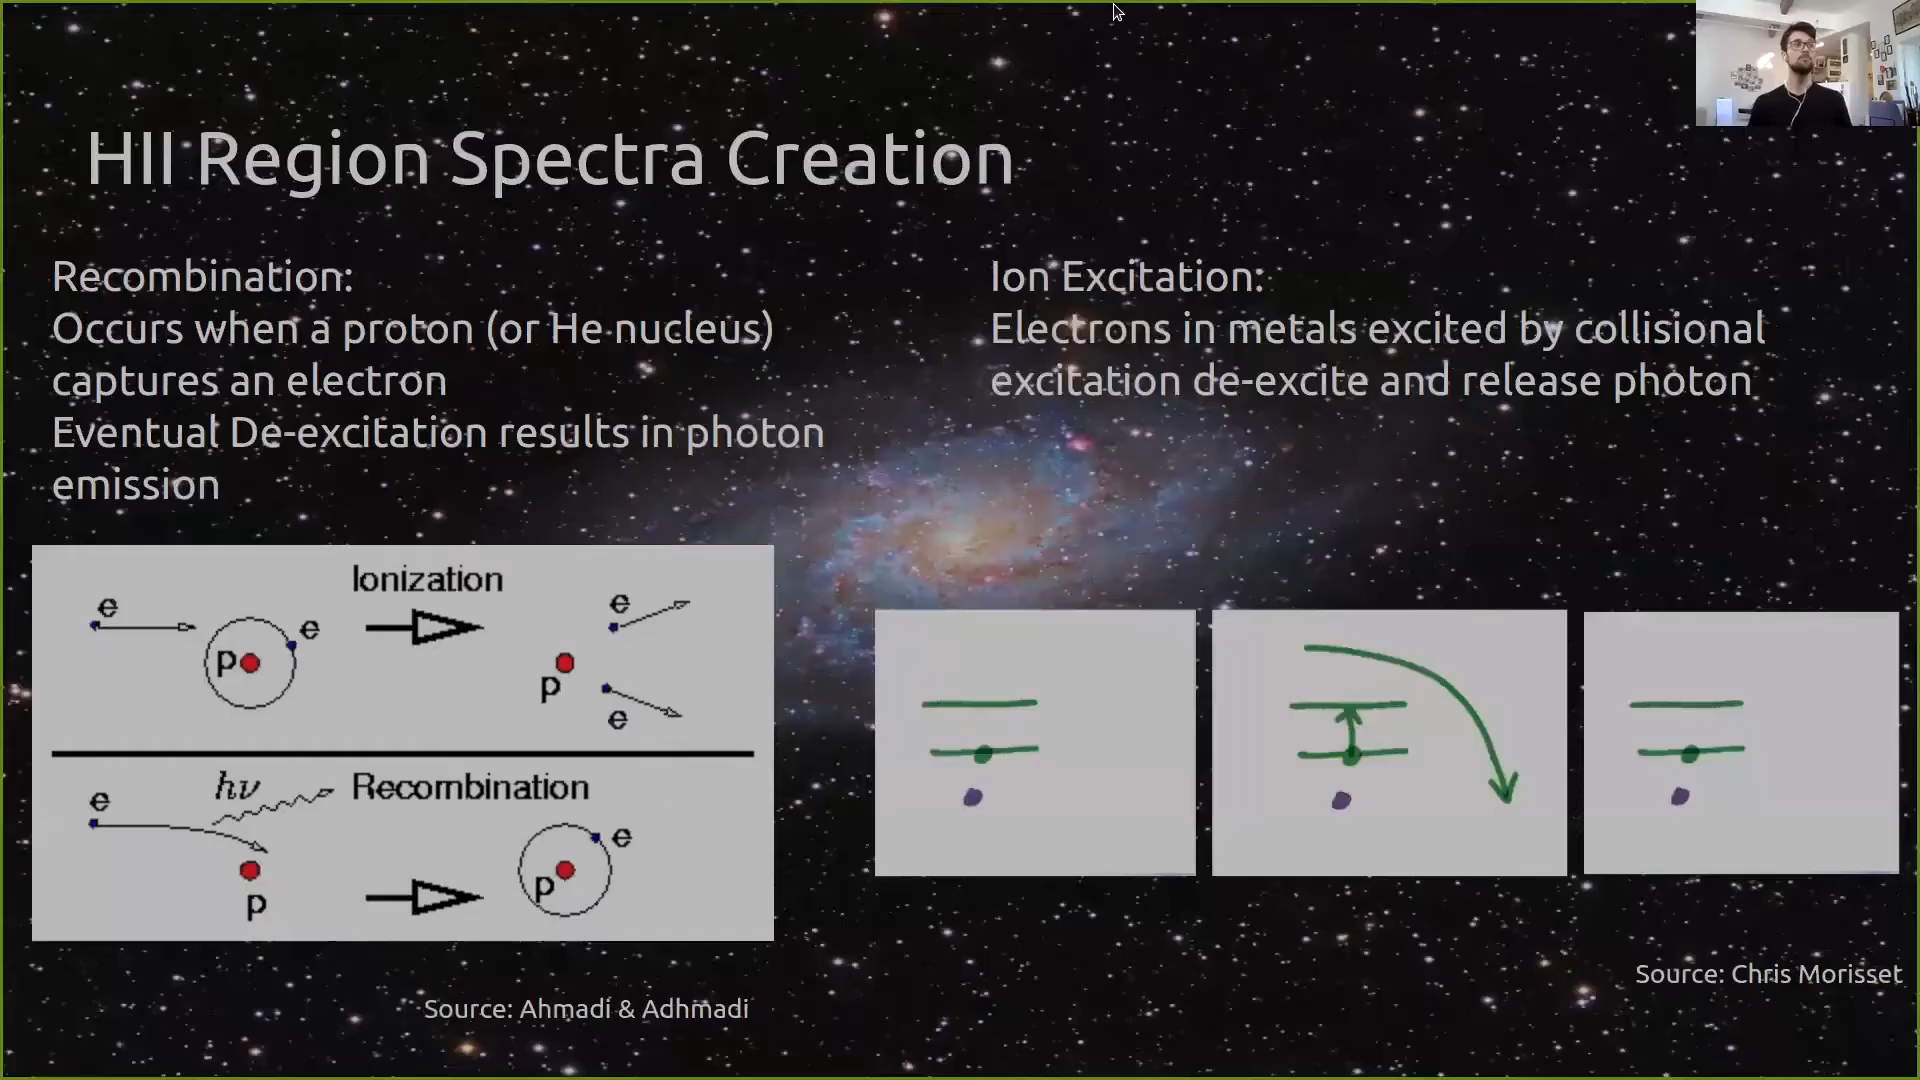 HII Region Spectra Creation
Recombination:
Occurs when a proton (or He nucleus)
captures an electron
Eventual De-excitation results in photon
emission
Ion Excitation:
Electrons in metals excited by collisional
excitation de-excite and release photon
Ionization
e
e
p
e
p
e
hν
Recombination
e
p
e
p
Source: Ahmadi & Adhmadi
Source: Chris Morisset